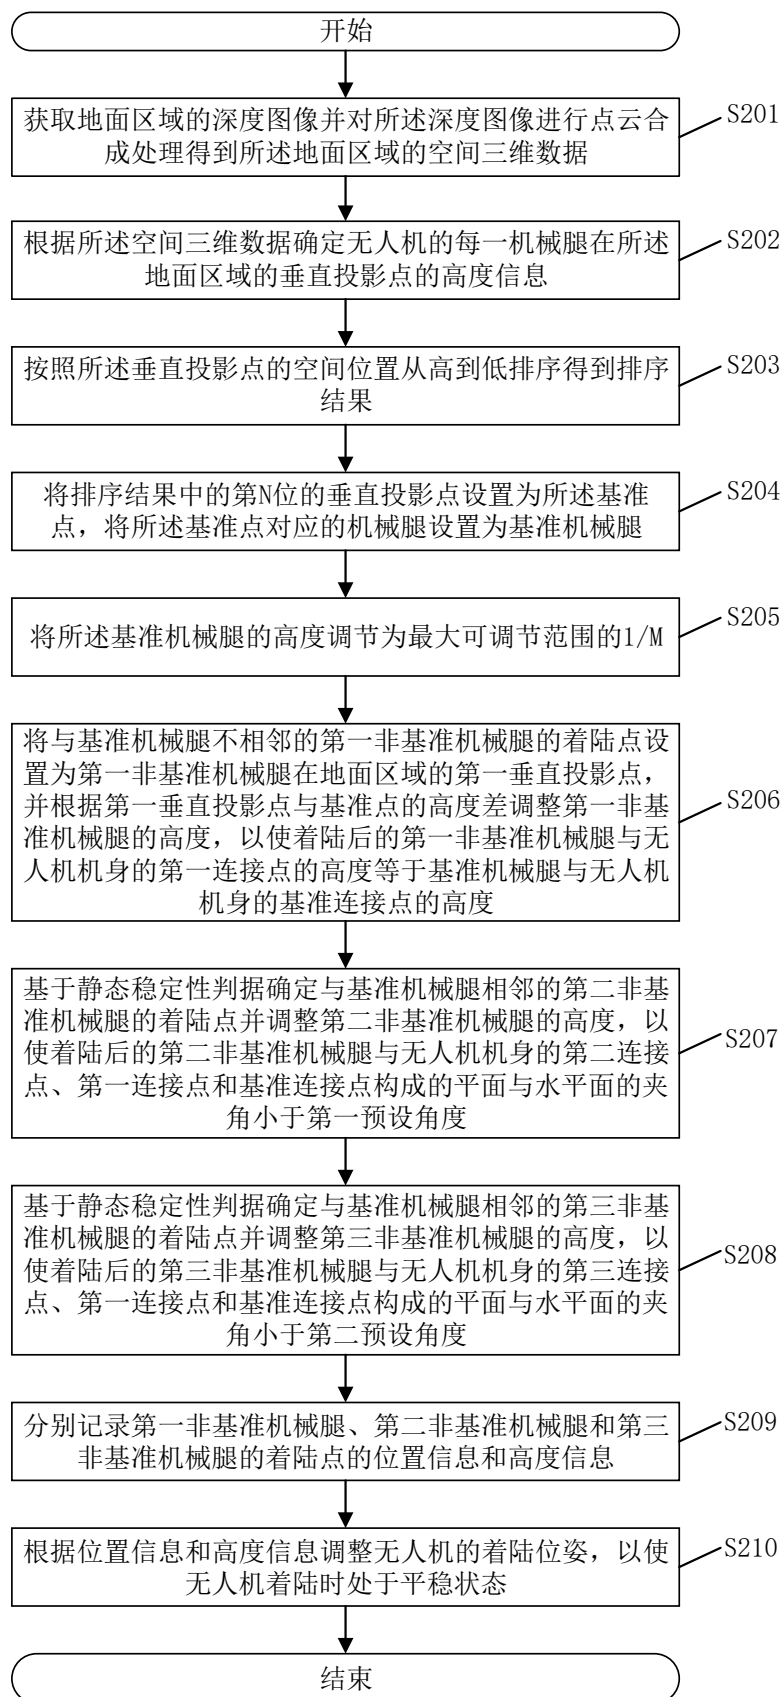 开始
获取地面区域的深度图像并对所述深度图像进行点云合
成处理得到所述地面区域的空间三维数据
S201
根据所述空间三维数据确定无人机的每一机械腿在所述
地面区域的垂直投影点的高度信息
S202
按照所述垂直投影点的空间位置从高到低排序得到排序
结果
S203
将排序结果中的第N位的垂直投影点设置为所述基准
点，将所述基准点对应的机械腿设置为基准机械腿
S204
将所述基准机械腿的高度调节为最大可调节范围的1/M
S205
将与基准机械腿不相邻的第一非基准机械腿的着陆点设
置为第一非基准机械腿在地面区域的第一垂直投影点，
并根据第一垂直投影点与基准点的高度差调整第一非基
准机械腿的高度，以使着陆后的第一非基准机械腿与无
人机机身的第一连接点的高度等于基准机械腿与无人机
机身的基准连接点的高度
S206
基于静态稳定性判据确定与基准机械腿相邻的第二非基
准机械腿的着陆点并调整第二非基准机械腿的高度，以
使着陆后的第二非基准机械腿与无人机机身的第二连接
点、第一连接点和基准连接点构成的平面与水平面的夹
角小于第一预设角度
S207
基于静态稳定性判据确定与基准机械腿相邻的第三非基
准机械腿的着陆点并调整第三非基准机械腿的高度，以
使着陆后的第三非基准机械腿与无人机机身的第三连接
点、第一连接点和基准连接点构成的平面与水平面的夹
角小于第二预设角度
S208
分别记录第一非基准机械腿、第二非基准机械腿和第三
非基准机械腿的着陆点的位置信息和高度信息
S209
根据位置信息和高度信息调整无人机的着陆位姿，以使
无人机着陆时处于平稳状态
S210
结束